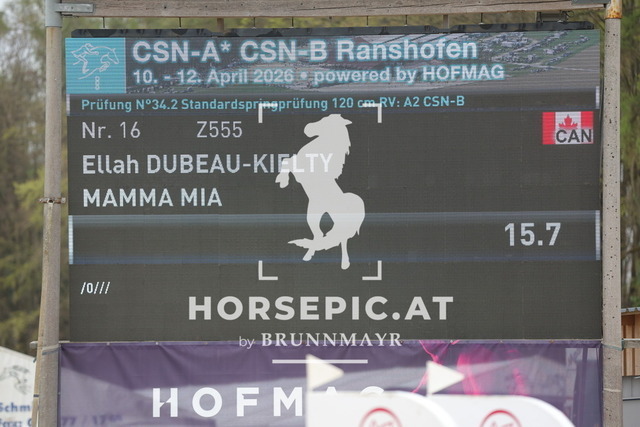 CSN-A* CSN-B Ranshofen
10. - 12. April 2026 • powered by HOFMAG
Prüfung N°34.2 Standardspringprüfung 120 cm RV: A2 CSN-B
Nr. 16 Z555
CAN
Ellah DUBEAU-KIELTY
MAMMA MIA
15.7
/0///
HORSEPIC.AT
by BRUNNMAYR
HOFMAG
Schm